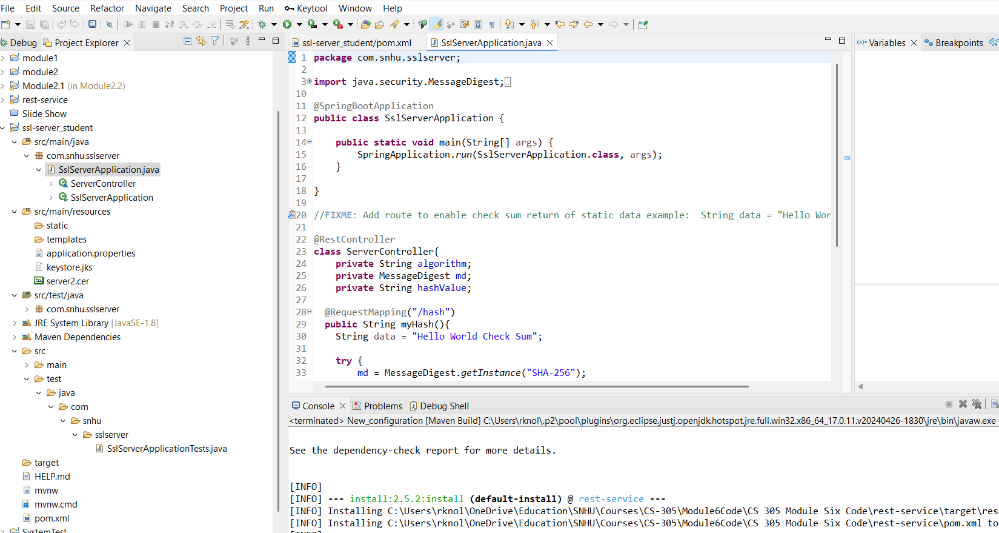 File Edit Source Refactor Navigate Search Project Run Keytool Window Help
Debug Project Explorer
module1
module2
Module2.1 (in Module2.2)
rest-service
Slide Show
ssl-server_student
src/main/java
com.snhu.sslserver
SslServerApplication.java
ServerController
SslServerApplication
src/main/resources
static
templates
application.properties
keystore.jks
server2.cer
src/test/java
com.snhu.sslserver
JRE System Library [JavaSE-1.8]
Maven Dependencies
src
main
test
java
com
snhu
sslserver
SslServerApplicationTests.java
target
HELP.md
mvnw
mvnw.cmd
pom.xml
SystemTest
ssl-server_student/pom.xml SslServerApplication.java
1 package com.snhu.sslserver;
2
3 import java.security.MessageDigest;
10
11 @SpringBootApplication
12 public class SslServerApplication {
13
14 public static void main(String[] args) {
15 SpringApplication.run(SslServerApplication.class, args);
16 }
17
18 }
19
20 //FIXME: Add route to enable check sum return of static data example:  String data = "Hello Wor
21
22 @RestController
23 class ServerController{
24 private String algorithm;
25 private MessageDigest md;
26 private String hashValue;
27
28 @RequestMapping("/hash")
29 public String myHash(){
30 String data = "Hello World Check Sum";
31
32 try {
33 md = MessageDigest.getInstance("SHA-256");
(x)= Variables Breakpoints
Console Problems Debug Shell
<terminated> New_configuration [Maven Build] C:\Users\rknol\.p2\pool\plugins\org.eclipse.justj.openjdk.hotspot.jre.full.win32.x86_64_17.0.11.v20240426-1830\jre\bin\javaw.exe
See the dependency-check report for more details.
[INFO]
[INFO] --- install:2.5.2:install (default-install) @ rest-service ---
[INFO] Installing C:\Users\rknol\OneDrive\Education\SNHU\Courses\CS-305\Module6Code\CS 305 Module Six Code\rest-service\target\res
[INFO] Installing C:\Users\rknol\OneDrive\Education\SNHU\Courses\CS-305\Module6Code\CS 305 Module Six Code\rest-service\pom.xml to